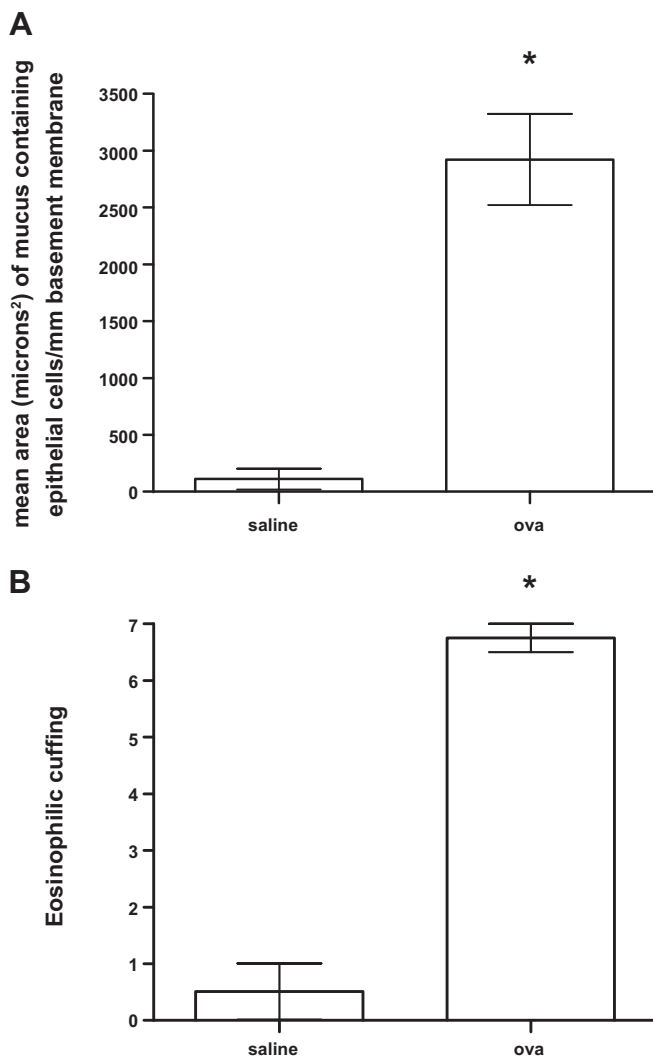 A
*
mean area (microns²) of mucus containing
epithelial cells/mm basement membrane
3500
3000
2500
2000
1500
1000
500
0
saline
ova
B
*
Eosinophilic cuffing
7
6
5
4
3
2
1
0
saline
ova